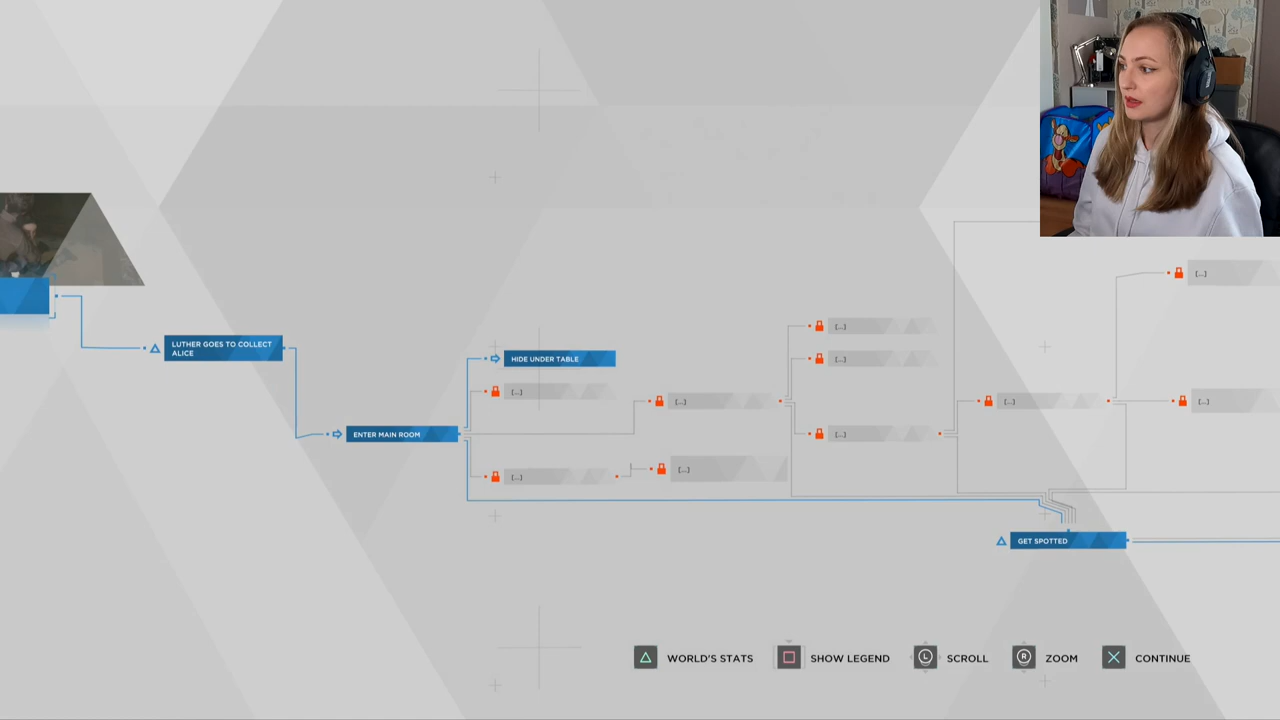 LUTHER GOES TO COLLECT
ALICE
HIDE UNDER TABLE
[...]
ENTER MAIN ROOM
[...]
[...]
[...]
[...]
[...]
[...]
[...]
[...]
[...]
GET SPOTTED
WORLD'S STATS
SHOW LEGEND
L
SCROLL
R
ZOOM
CONTINUE